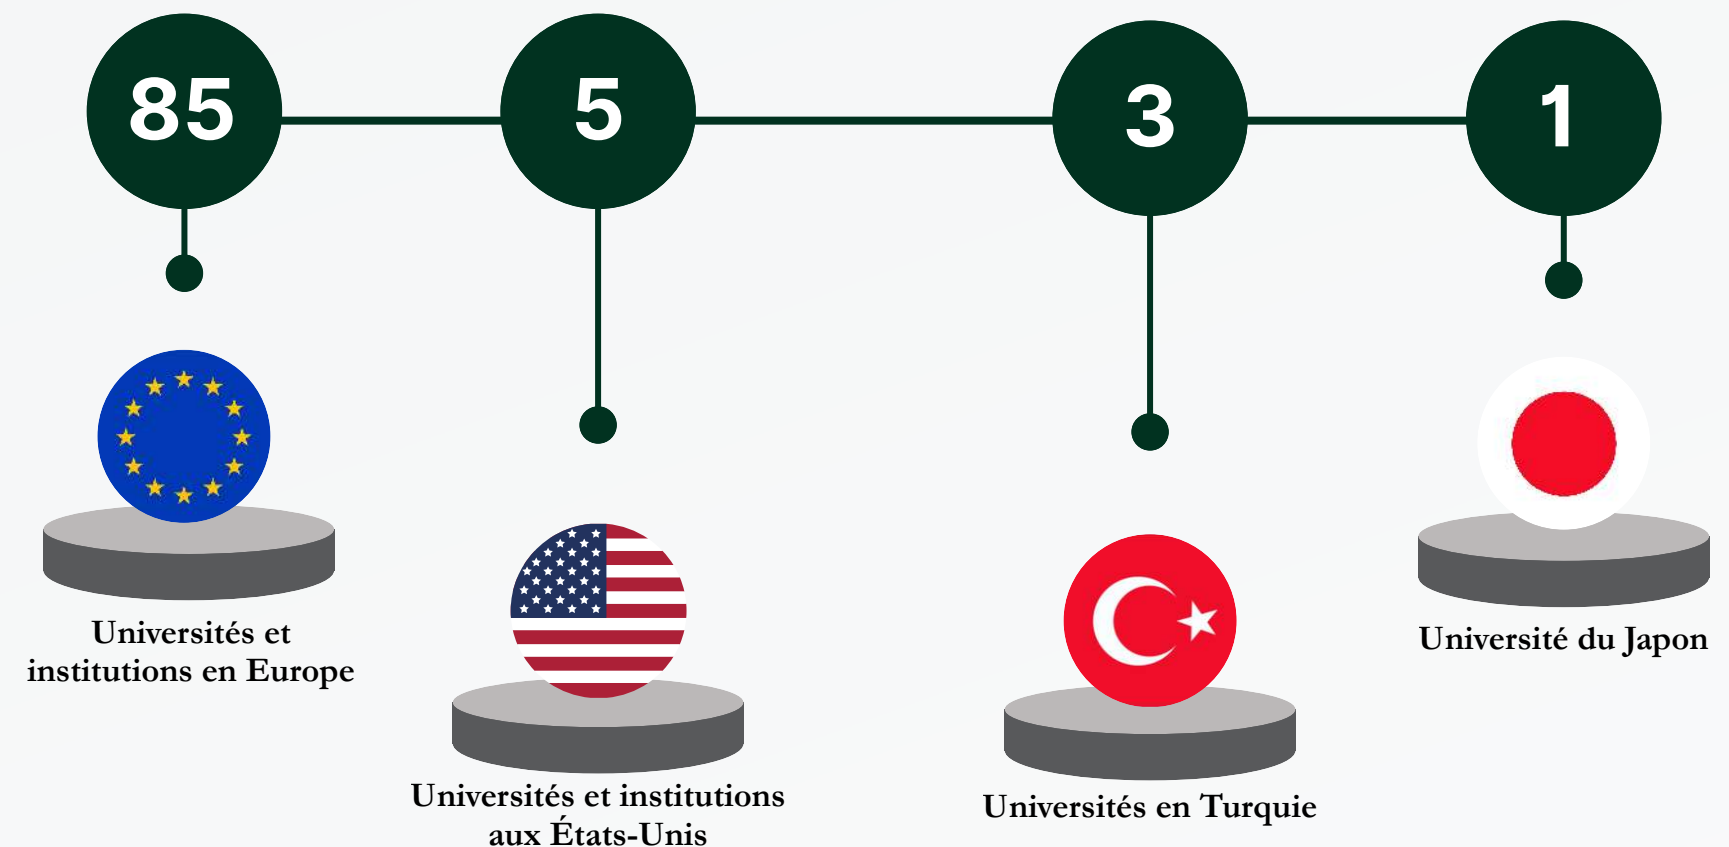 85
5
3
1
Universités et
institutions en Europe
Universités et institutions
aux États-Unis
Universités en Turquie
Université du Japon